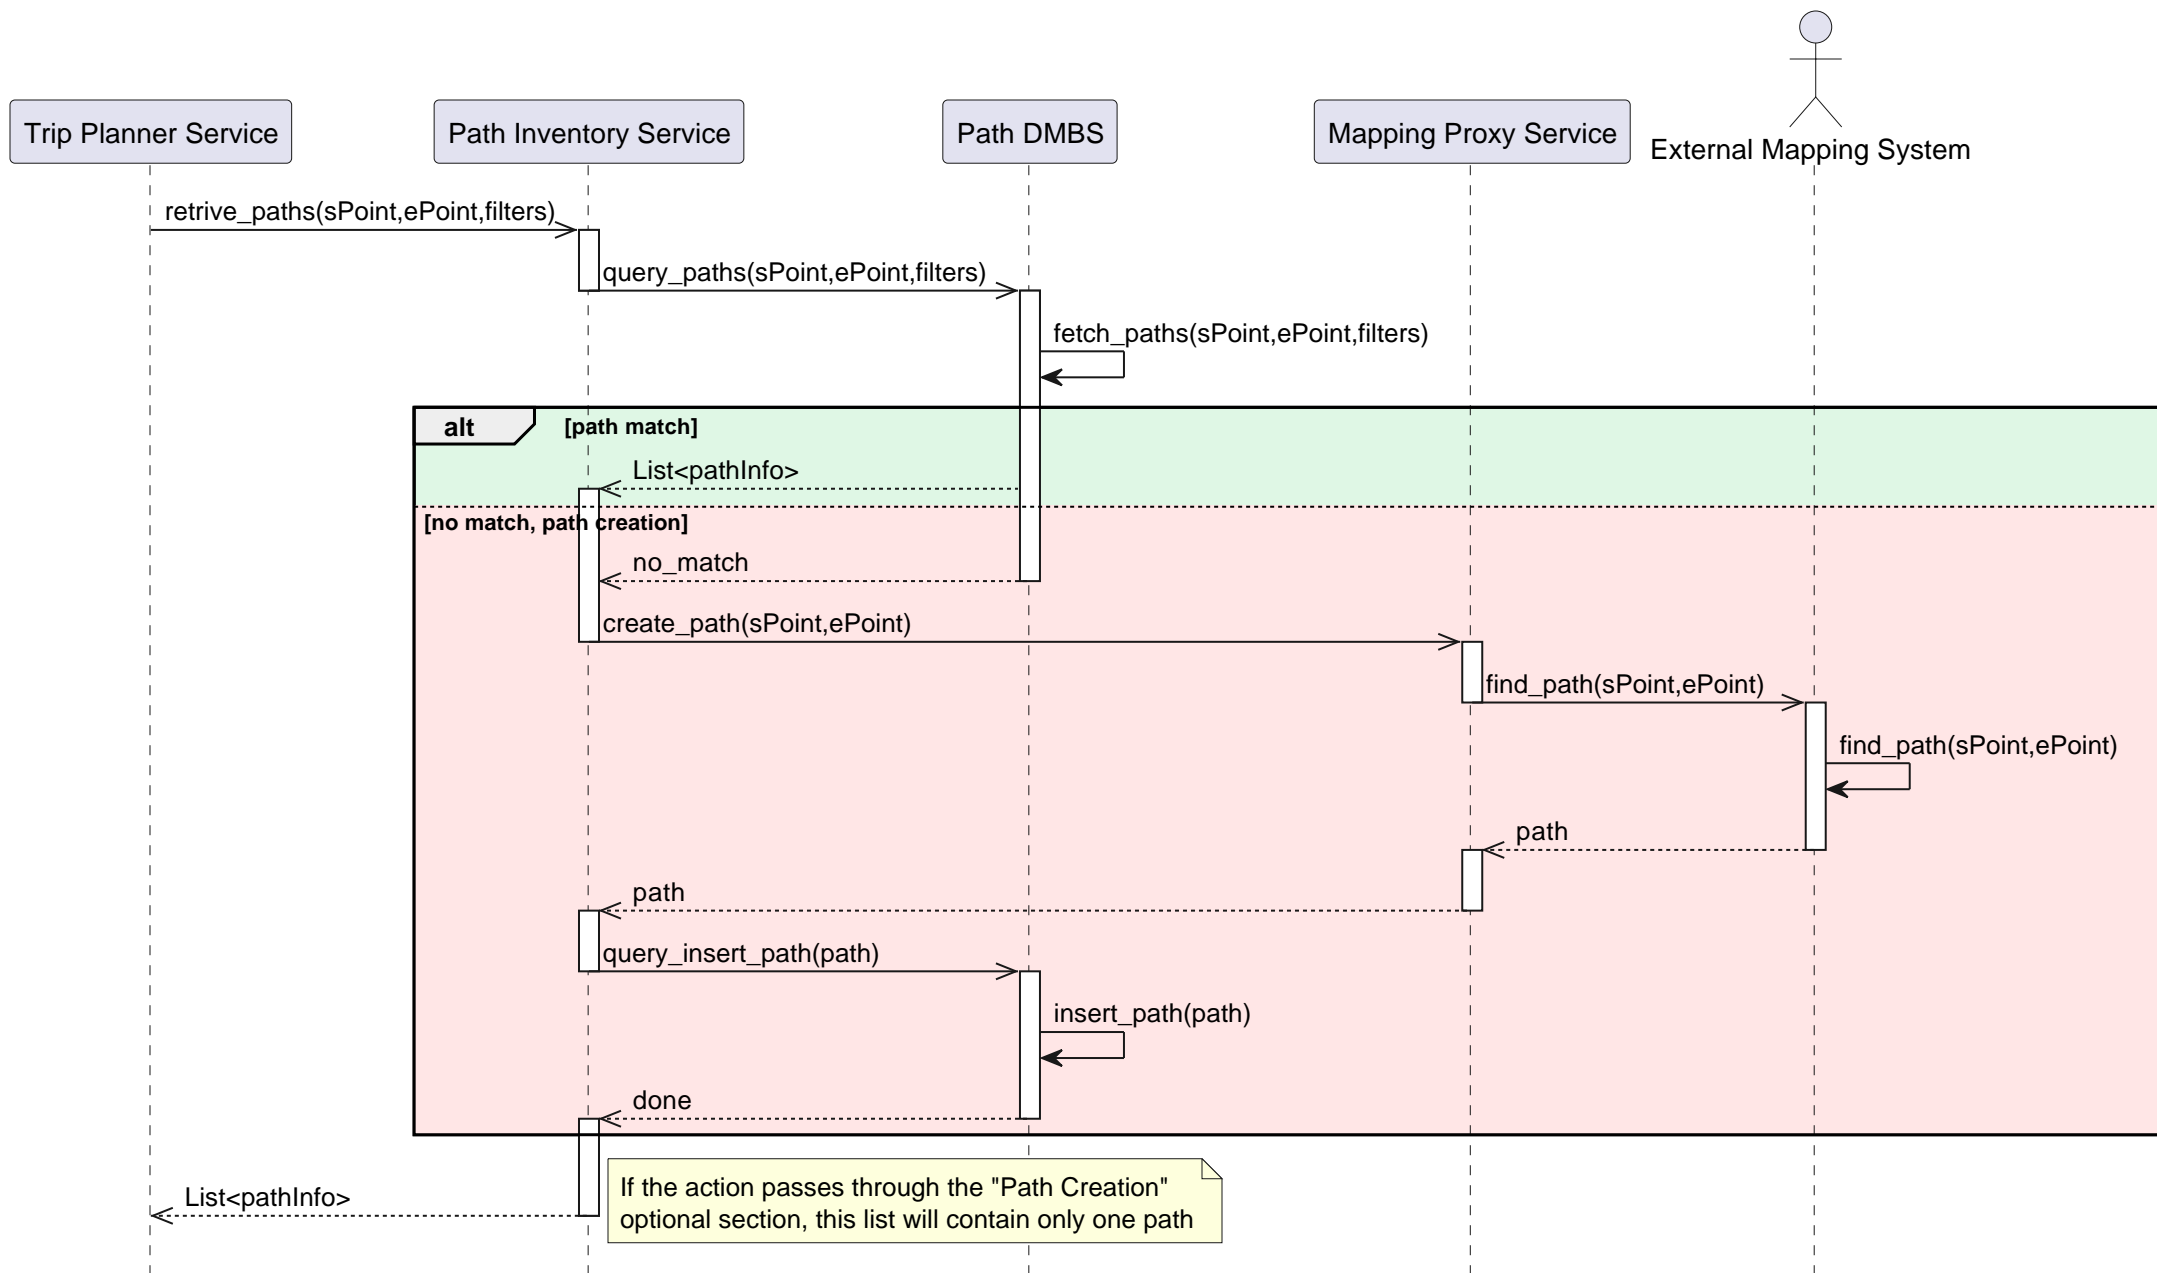 Trip Planner Service
Path Inventory Service
Path DMBS
Mapping Proxy Service
External Mapping System
retrive_paths(sPoint,ePoint,filters)
query_paths(sPoint,ePoint,filters)
fetch_paths(sPoint,ePoint,filters)
alt
[path match]
List<pathInfo>
[no match, path creation]
no_match
create_path(sPoint,ePoint)
find_path(sPoint,ePoint)
find_path(sPoint,ePoint)
path
path
query_insert_path(path)
insert_path(path)
done
List<pathInfo>
If the action passes through the "Path Creation"
optional section, this list will contain only one path